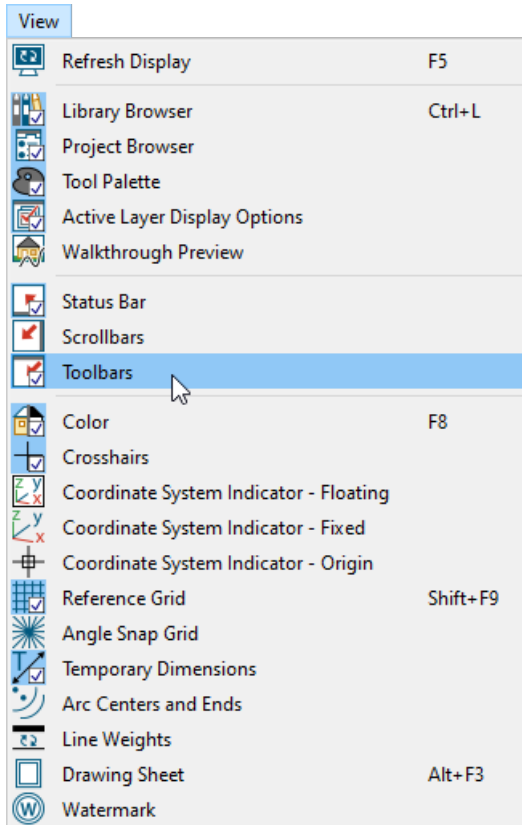 View
Refresh Display F5
Library Browser Ctrl+L
Project Browser
Tool Palette
Active Layer Display Options
Walkthrough Preview
Status Bar
Scrollbars
Toolbars
Color F8
Crosshairs
Coordinate System Indicator - Floating
Coordinate System Indicator - Fixed
Coordinate System Indicator - Origin
Reference Grid Shift+F9
Angle Snap Grid
Temporary Dimensions
Arc Centers and Ends
Line Weights
Drawing Sheet Alt+F3
Watermark